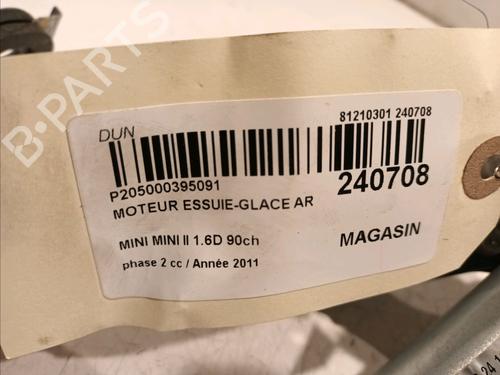 B-PARTS
DUN
81210301 240708
P205000395091
240708
MOTEUR ESSUIE-GLACE AR
MINI MINI II 1.6D 90ch
MAGASIN
phase 2 cc / Année 2011